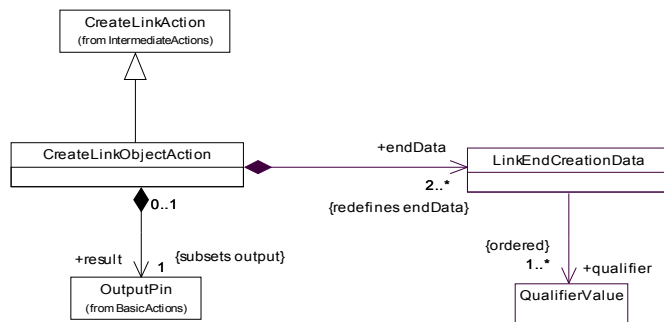 CreateLinkAction
(from IntermediateActions)
CreateLinkObjectAction
+endData
LinkEndCreationData
0..1
2..*
{redefines endData}
+result
{subsets output}
1
{ordered}
1..*
+qualifier
OutputPin
(from BasicActions)
QualifierValue